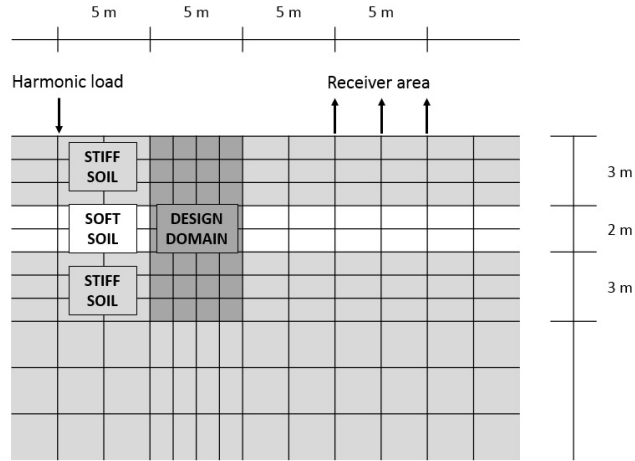 5 m 5 m 5 m 5 m
Harmonic load
Receiver area
STIFF
SOIL
3 m
SOFT
SOIL
DESIGN
DOMAIN
2 m
STIFF
SOIL
3 m